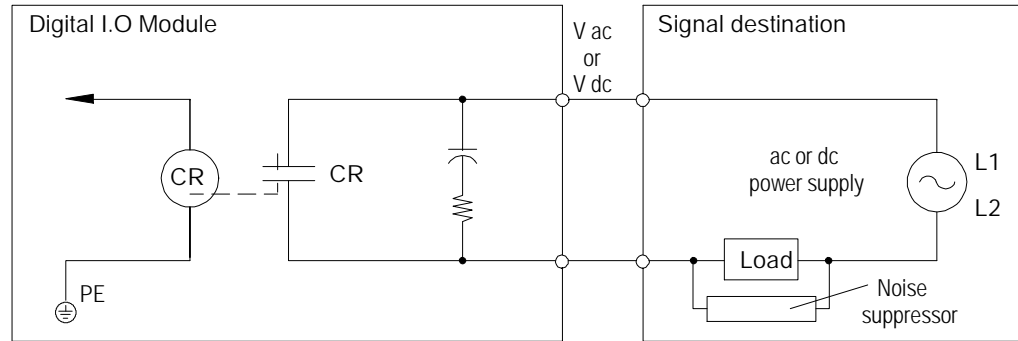 Digital I.O Module
V ac
or
V dc
Signal destination
CR
CR
ac or dc
power supply
L1
L2
Load
PE
Noise
suppressor